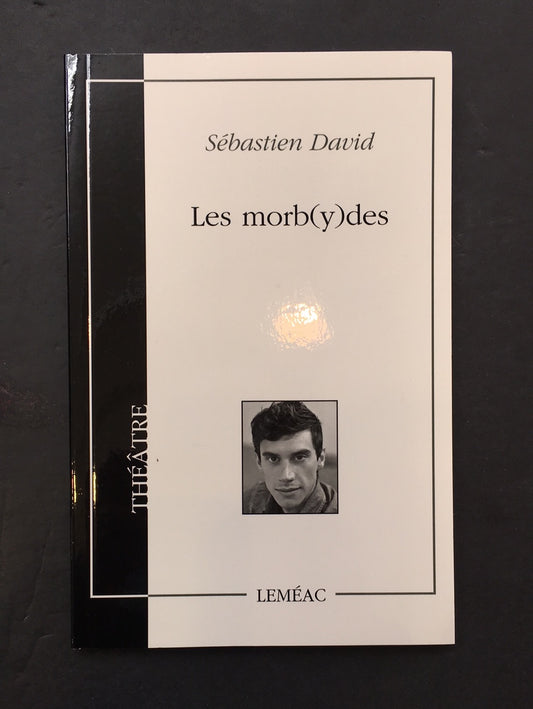 Sébastien David
Les morb(y)des
THÉÂTRE
LEMÉAC